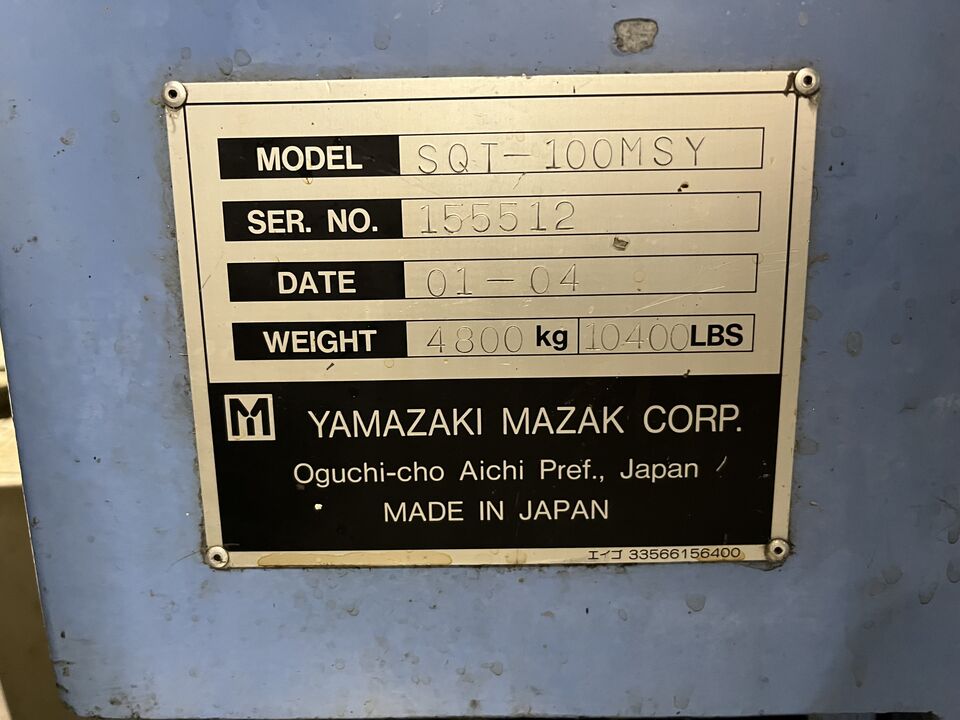 MODEL SQT-100MSY
SER. NO. 155512
DATE 01-04
WEIGHT 4800 kg 10400 LBS
M YAMAZAKI MAZAK CORP.
Oguchi-cho Aichi Pref., Japan
MADE IN JAPAN
エイゴ 33566156400